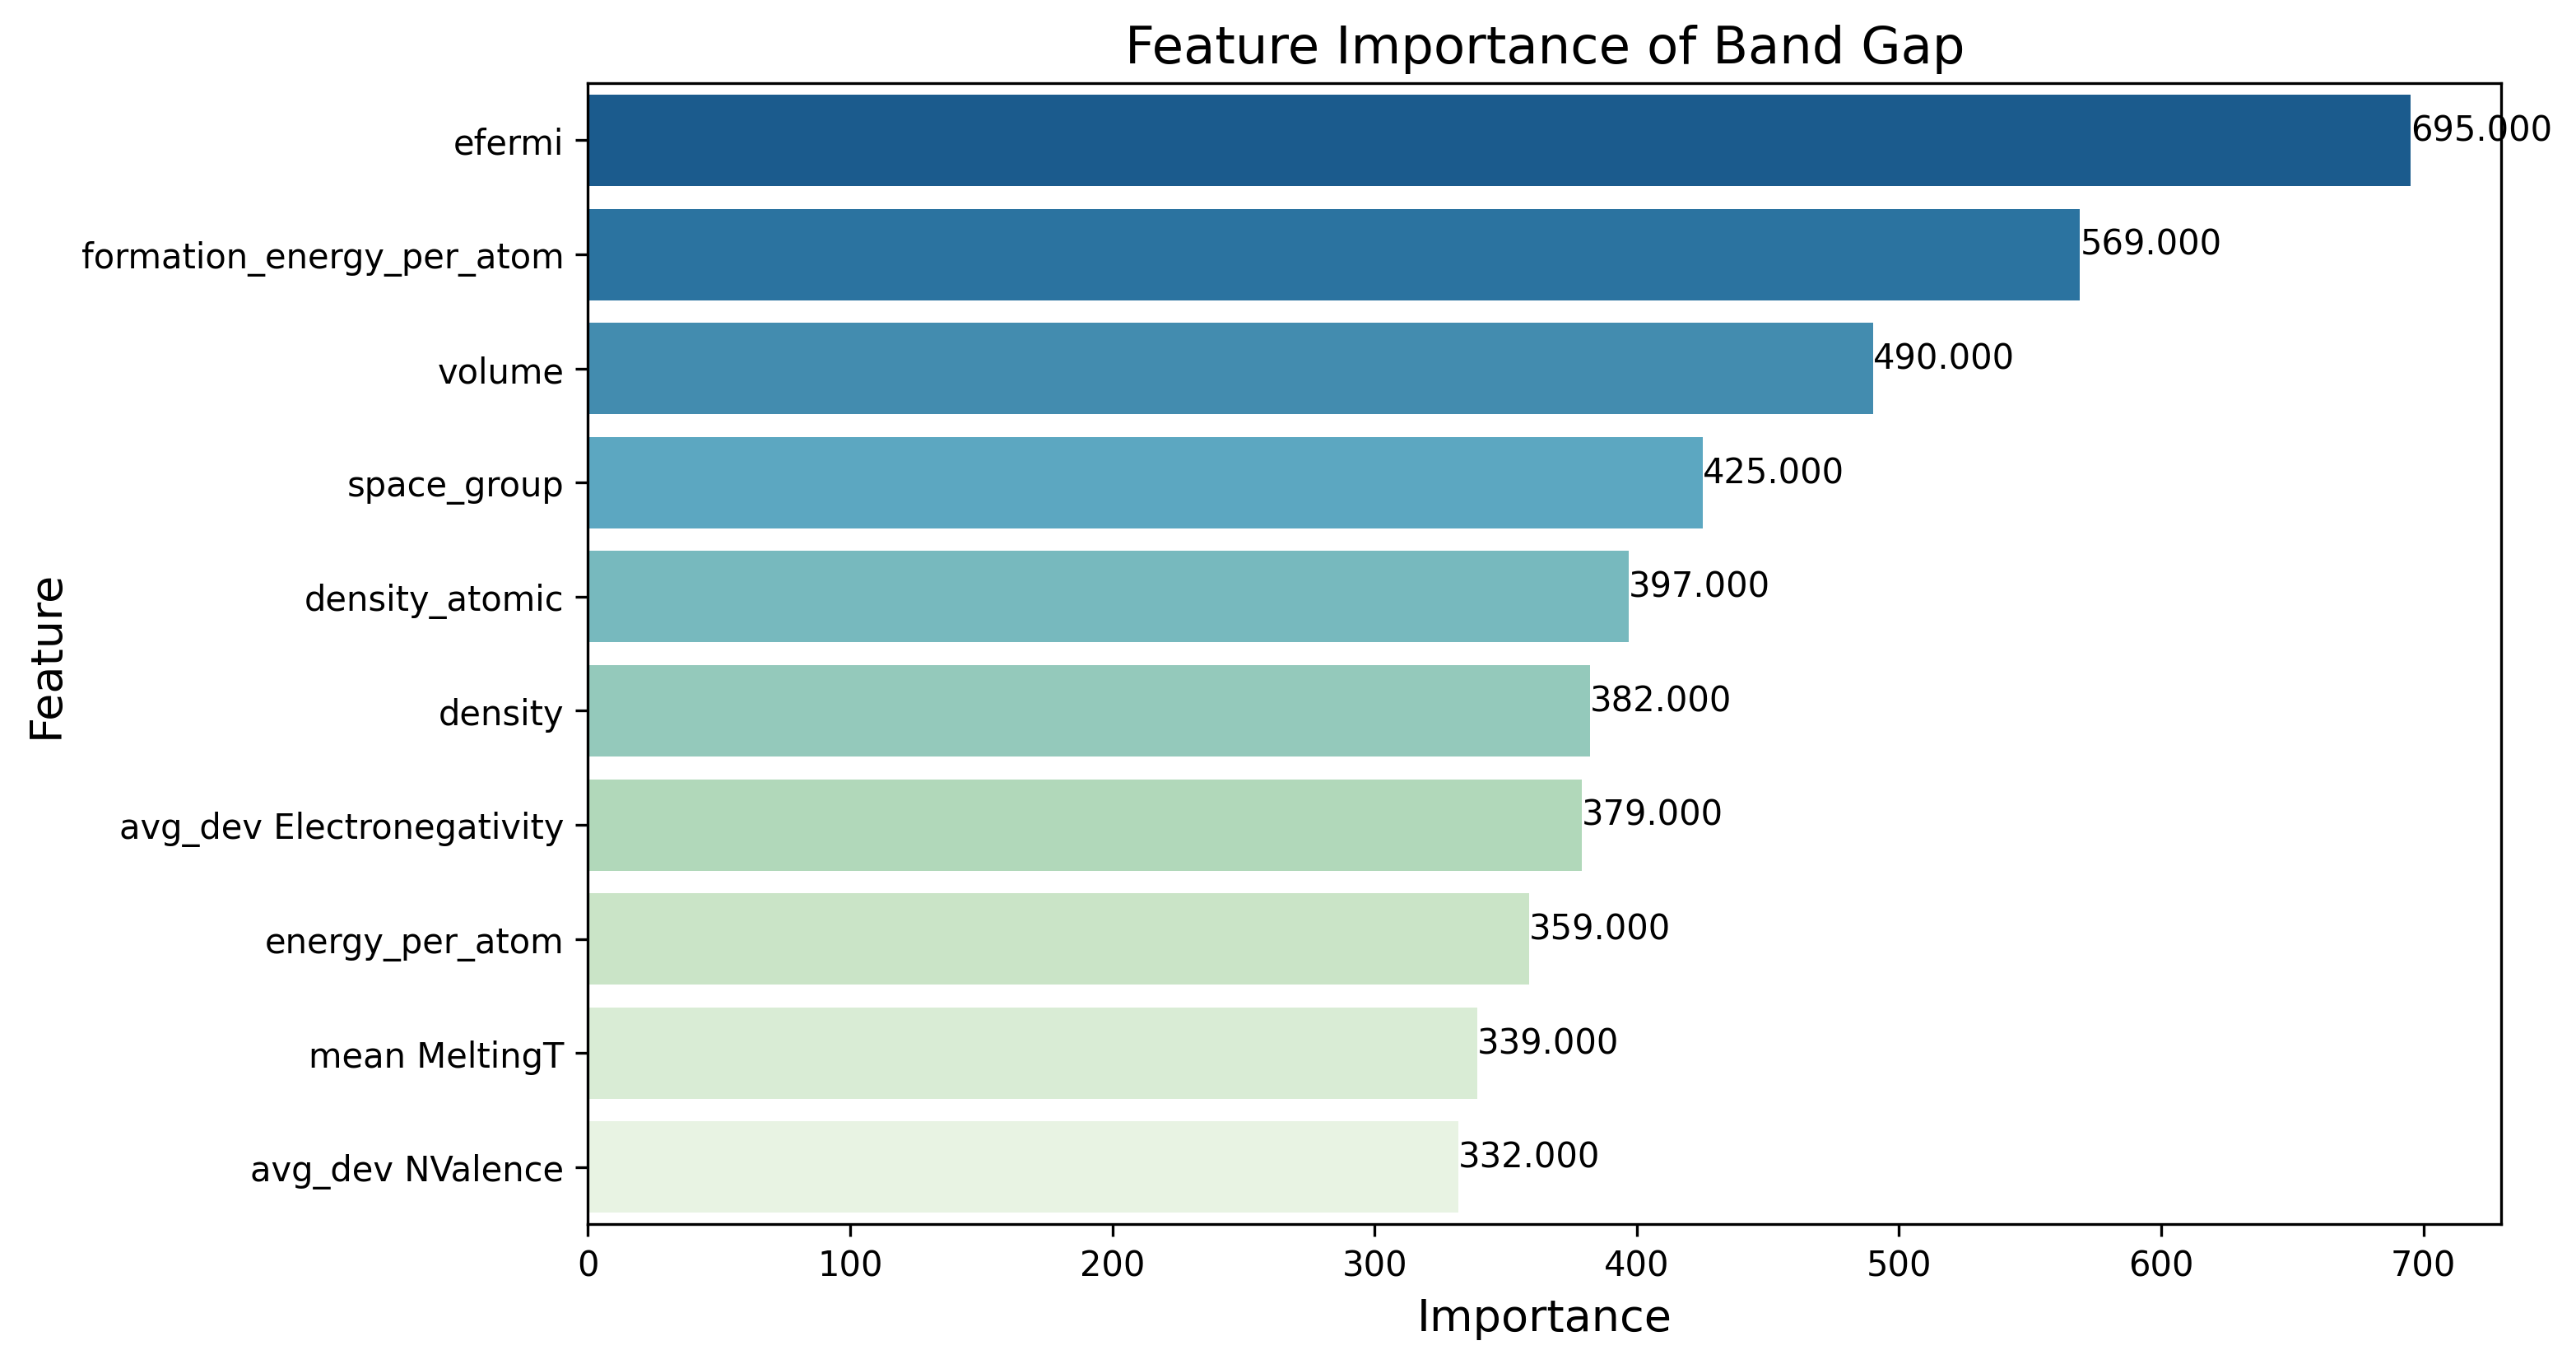 Feature Importance of Band Gap
efermi
695.000
formation_energy_per_atom
569.000
volume
490.000
space_group
425.000
density_atomic
397.000
density
382.000
avg_dev Electronegativity
379.000
energy_per_atom
359.000
mean MeltingT
339.000
avg_dev NValence
332.000
Feature
0 100 200 300 400 500 600 700
Importance